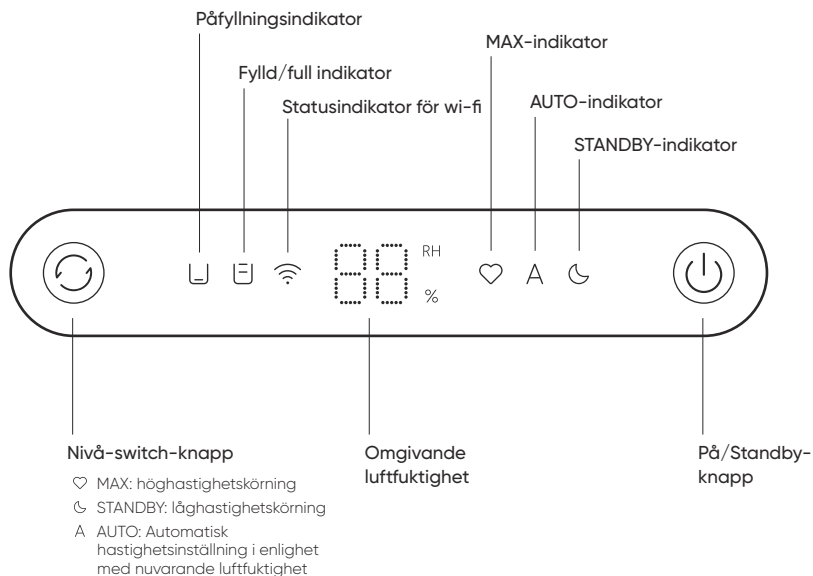 Påfyllningsindikator
Fylld/full indikator
Statusindikator för wi-fi
MAX-indikator
AUTO-indikator
STANDBY-indikator
88 RH
%
A
Nivå-switch-knapp
MAX: höghastighetskörning
STANDBY: låghastighetskörning
A AUTO: Automatisk
hastighetsinställning i enlighet
med nuvarande luftfuktighet
Omgivande
luftfuktighet
På/Standby-
knapp